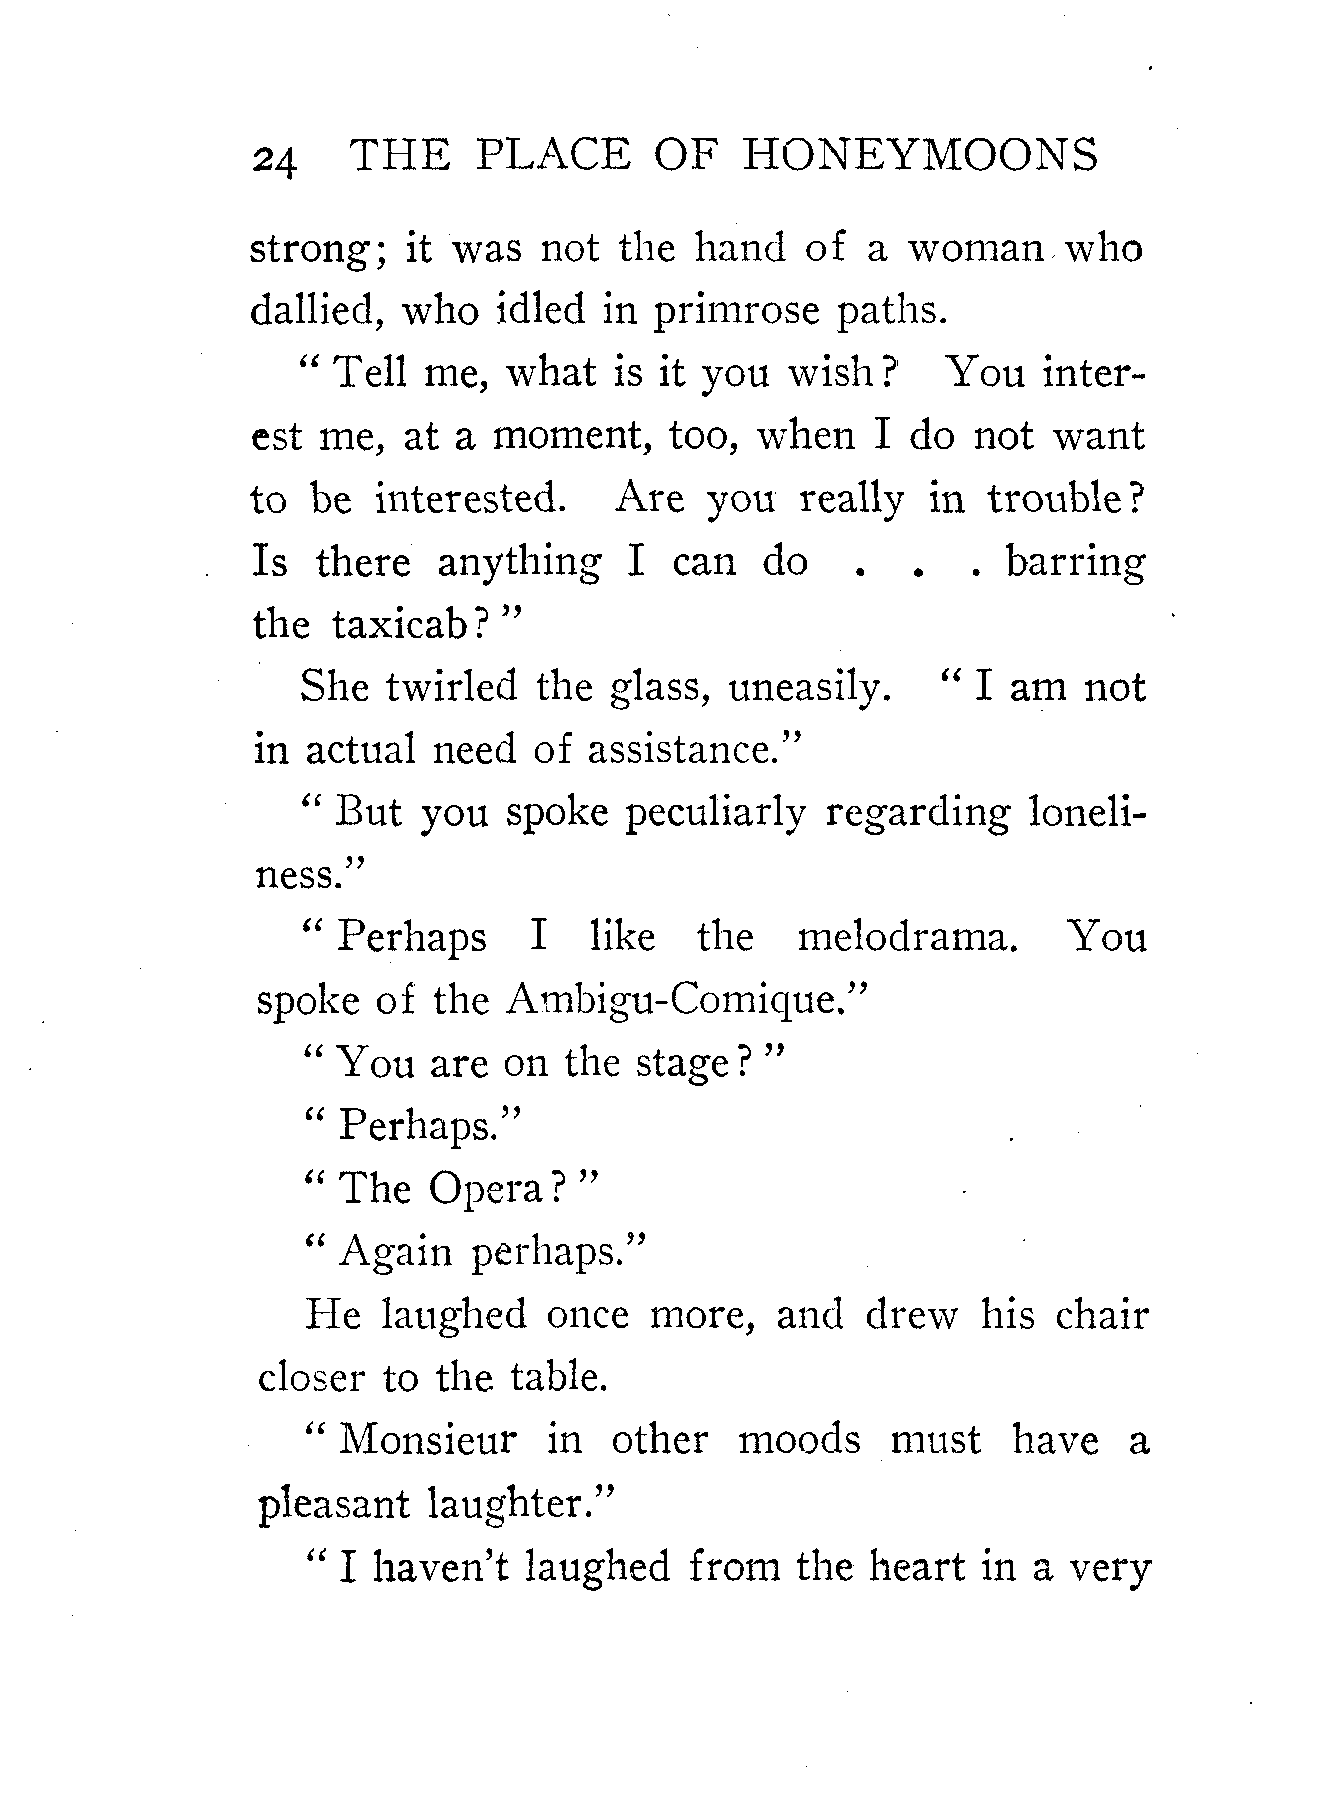 24 THE PLACE OF HONEYMOONS
strong; it was not the hand of a woman who
dallied, who idled in primrose paths.
“ Tell me, what is it you wish? You inter-
est me, at a moment, too, when I do not want
to be interested. Are you really in trouble?
Is there anything I can do . . . barring
the taxicab? ”
She twirled the glass, uneasily. “ I am not
in actual need of assistance.”
“ But you spoke peculiarly regarding loneli-
ness.”
“ Perhaps I like the melodrama. You
spoke of the Ambigu-Comique.”
“ You are on the stage? ”
“ Perhaps.”
“ The Opera? ”
“ Again perhaps.”
He laughed once more, and drew his chair
closer to the table.
“ Monsieur in other moods must have a
pleasant laughter.”
“ I haven't laughed from the heart in a very